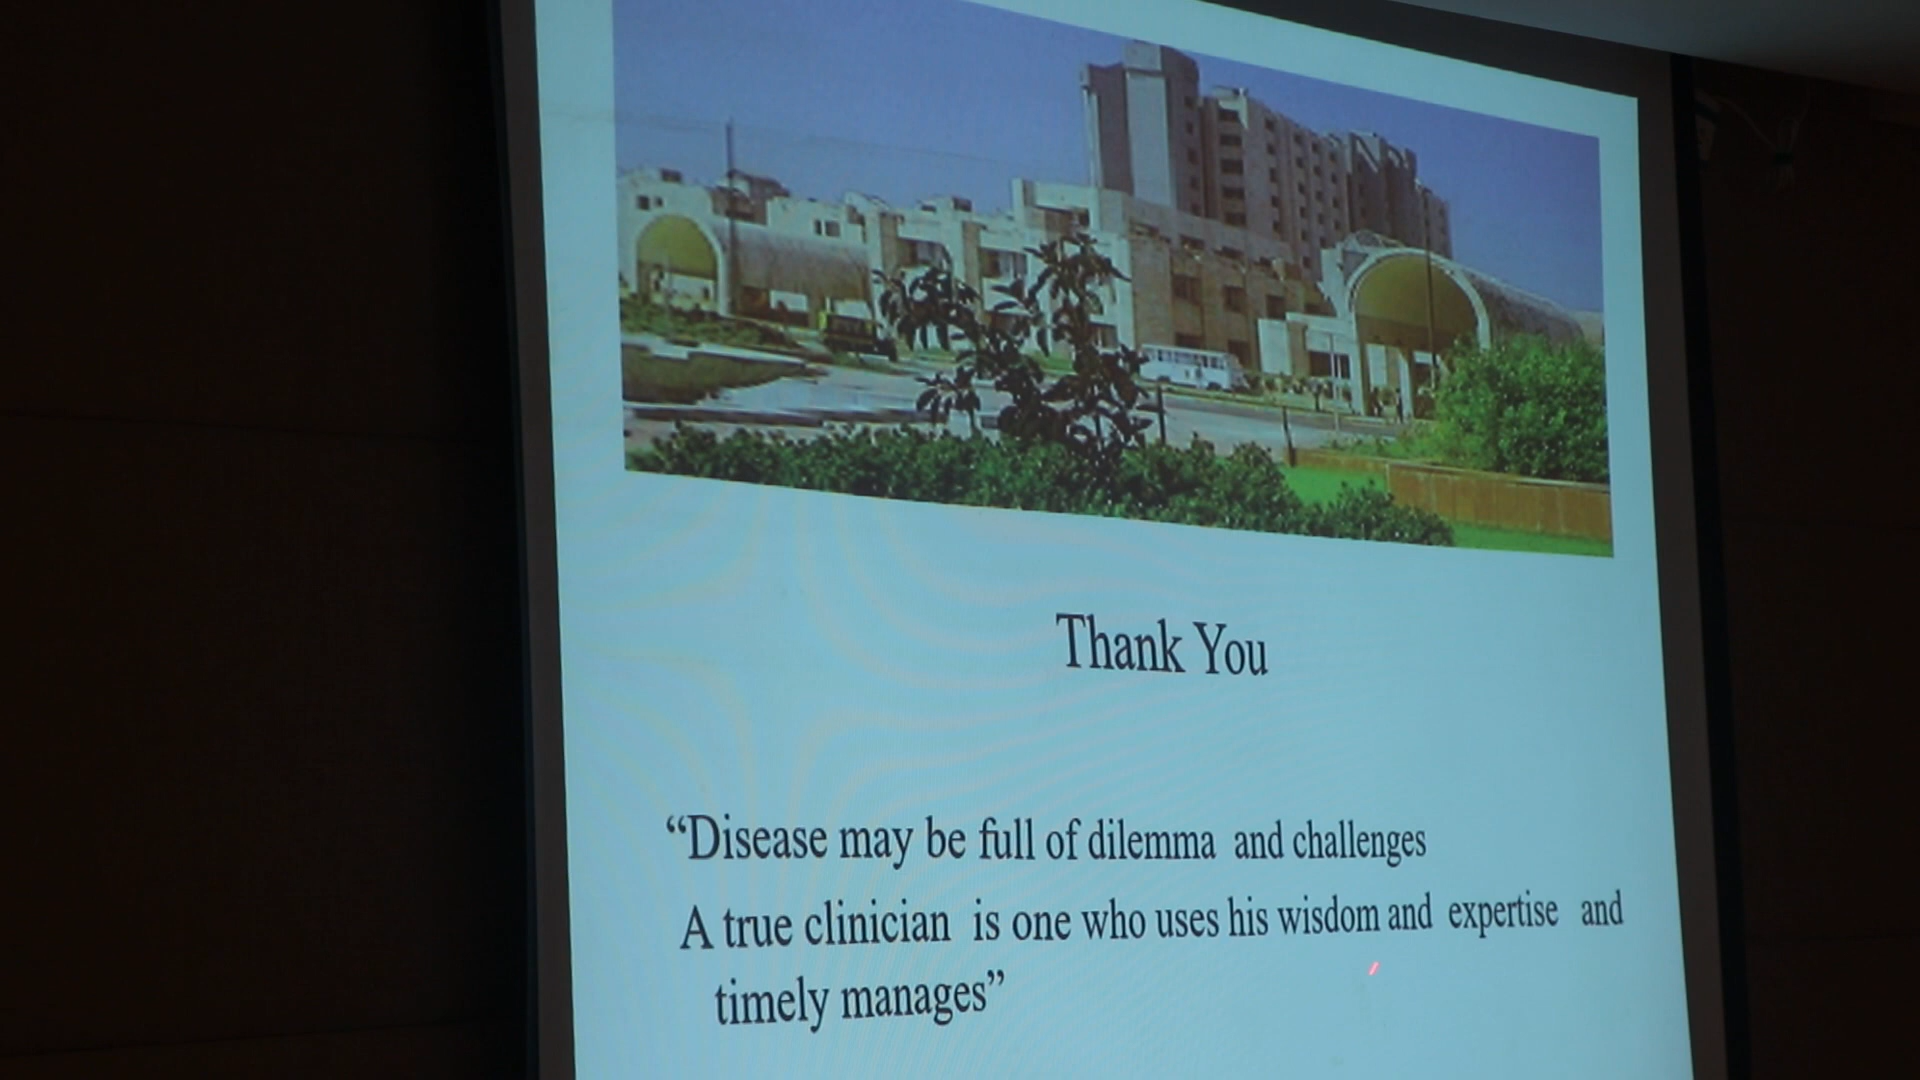 Thank You
“Disease may be full of dilemma and challenges
A true clinician is one who uses his wisdom and expertise and
timely manages”